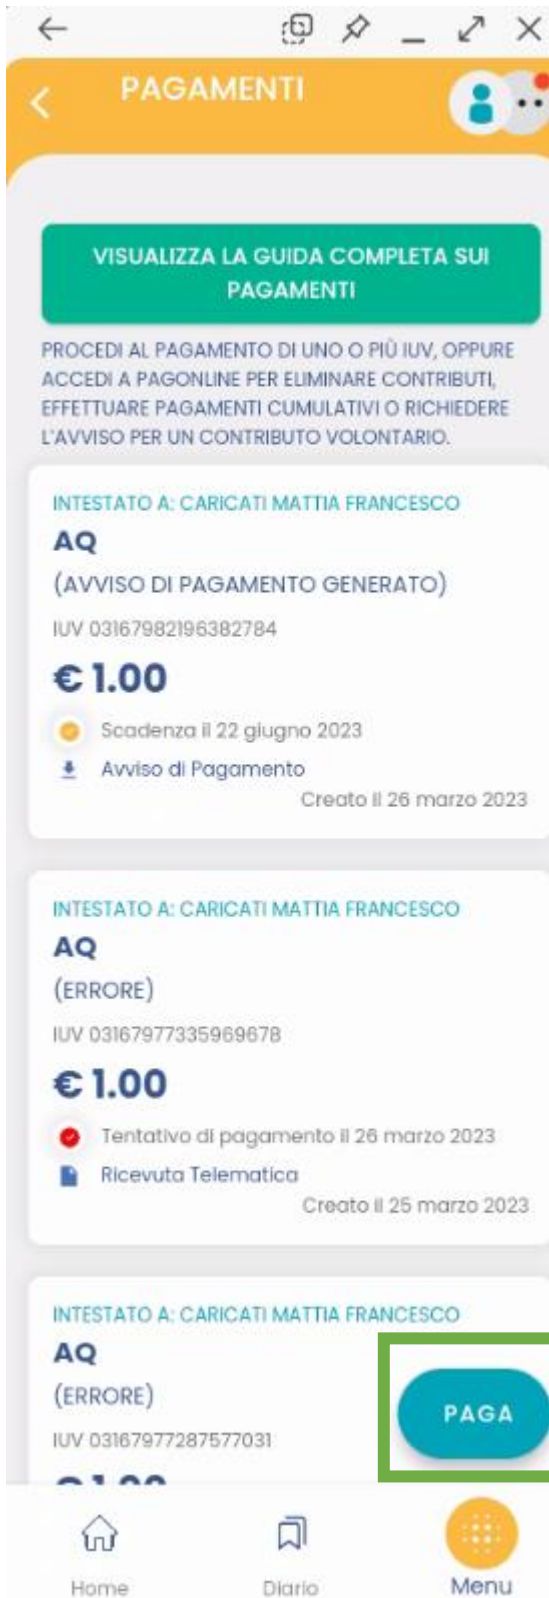 PAGAMENTI
VISUALIZZA LA GUIDA COMPLETA SUI
PAGAMENTI
PROCEDI AL PAGAMENTO DI UNO O PIÙ IUV, OPPURE
ACCEDI A PAGONLINE PER ELIMINARE CONTRIBUTI,
EFFETTUARE PAGAMENTI CUMULATIVI O RICHIEDERE
L'AVVISO PER UN CONTRIBUTO VOLONTARIO.
INTESTATO A: CARICATI MATTIA FRANCESCO
AQ
(AVVISO DI PAGAMENTO GENERATO)
IUV 03167982196382784
€ 1.00
Scadenza il 22 giugno 2023
Avviso di Pagamento
Creato il 26 marzo 2023
INTESTATO A: CARICATI MATTIA FRANCESCO
AQ
(ERRORE)
IUV 03167977335969678
€ 1.00
Tentativo di pagamento il 26 marzo 2023
Ricevuta Telematica
Creato il 25 marzo 2023
INTESTATO A: CARICATI MATTIA FRANCESCO
AQ
(ERRORE)
IUV 03167977287577031
PAGA
Home
Diario
Menu